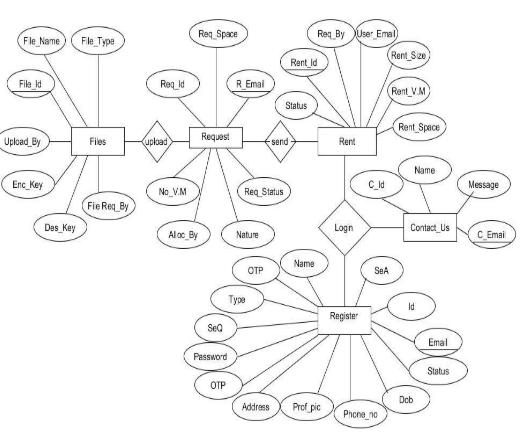 File_Name
File_Type
Req_Space
Req_By
User_Email
Rent_Id
Rent_Size
File_Id
Req_Id
R_Email
Rent_V.M
Status
Rent_Space
Upload_By
Files
upload
Request
send
Rent
Enc_Key
File Req_By
No_V.M
Req_Status
Name
C_Id
Message
Des_Key
Alloc_By
Nature
Login
Contact_Us
C_Email
OTP
Name
SeA
Type
Id
SeQ
Register
Email
Password
Status
OTP
Address
Prof_pic
Phone_no
Dob